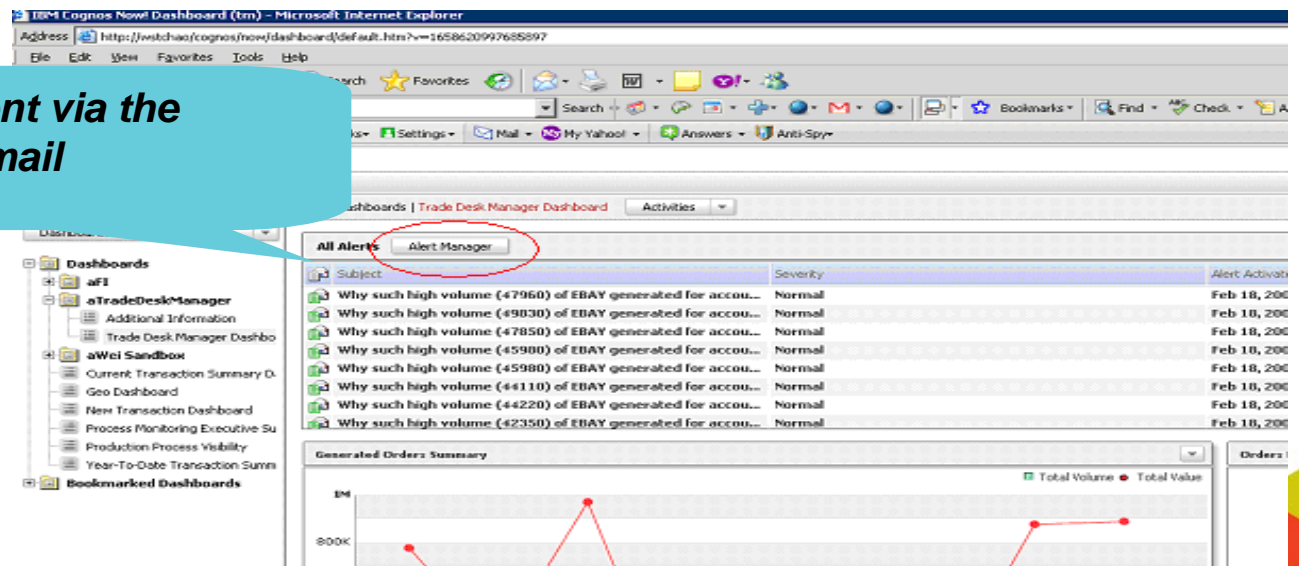 IBM Cognos Now! Dashboard (tm) - Microsoft Internet Explorer
Address http://wstchao/cognos/now/dashboard/default.htm?v=1658620997685897
File Edit View Favorites Tools Help
nt via the
mail
earch Favorites
Search Bookmarks Find Check A
ks Settings Mail My Yahoo! Answers Anti-Spy
shboards | Trade Desk Manager Dashboard Activities
All Alerts Alert Manager
Subject Severity Alert Activati
Why such high volume (47960) of EBAY generated for accou... Normal Feb 18, 200
Why such high volume (49830) of EBAY generated for accou... Normal Feb 18, 200
Why such high volume (47850) of EBAY generated for accou... Normal Feb 18, 200
Why such high volume (45980) of EBAY generated for accou... Normal Feb 18, 200
Why such high volume (45980) of EBAY generated for accou... Normal Feb 18, 200
Why such high volume (44110) of EBAY generated for accou... Normal Feb 18, 200
Why such high volume (44220) of EBAY generated for accou... Normal Feb 18, 200
Why such high volume (42350) of EBAY generated for accou... Normal Feb 18, 200
Dashboards
aFI
aTradeDeskManager
Additional Information
Trade Desk Manager Dashbo
aWei Sandbox
Current Transaction Summary D
Geo Dashboard
New Transaction Dashboard
Process Monitoring Executive Su
Production Process Visibility
Year-To-Date Transaction Summ
Bookmarked Dashboards
Generated Orders Summary
Orders
Total Volume Total Value
1M
800K